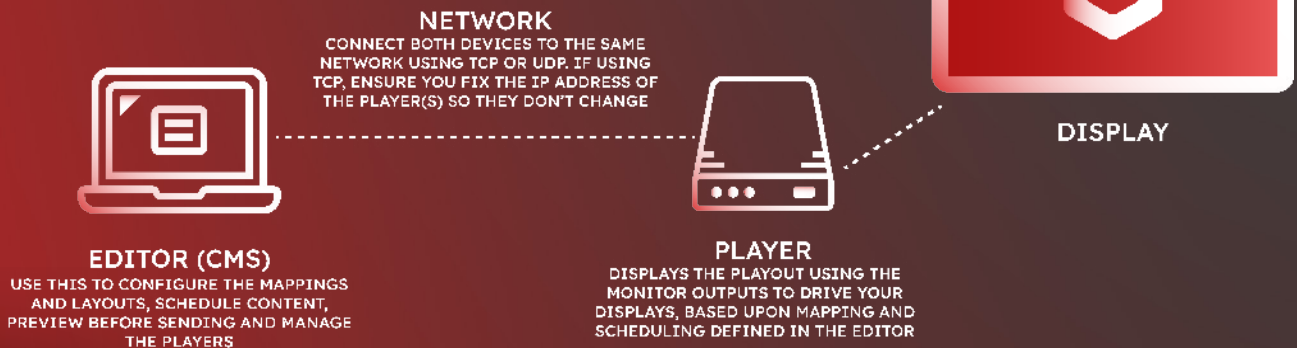 NETWORK
CONNECT BOTH DEVICES TO THE SAME
NETWORK USING TCP OR UDP. IF USING
TCP, ENSURE YOU FIX THE IP ADDRESS OF
THE PLAYER(S) SO THEY DON'T CHANGE
DISPLAY
EDITOR (CMS)
USE THIS TO CONFIGURE THE MAPPINGS
AND LAYOUTS, SCHEDULE CONTENT,
PREVIEW BEFORE SENDING AND MANAGE
THE PLAYERS
PLAYER
DISPLAYS THE PLAYOUT USING THE
MONITOR OUTPUTS TO DRIVE YOUR
DISPLAYS, BASED UPON MAPPING AND
SCHEDULING DEFINED IN THE EDITOR